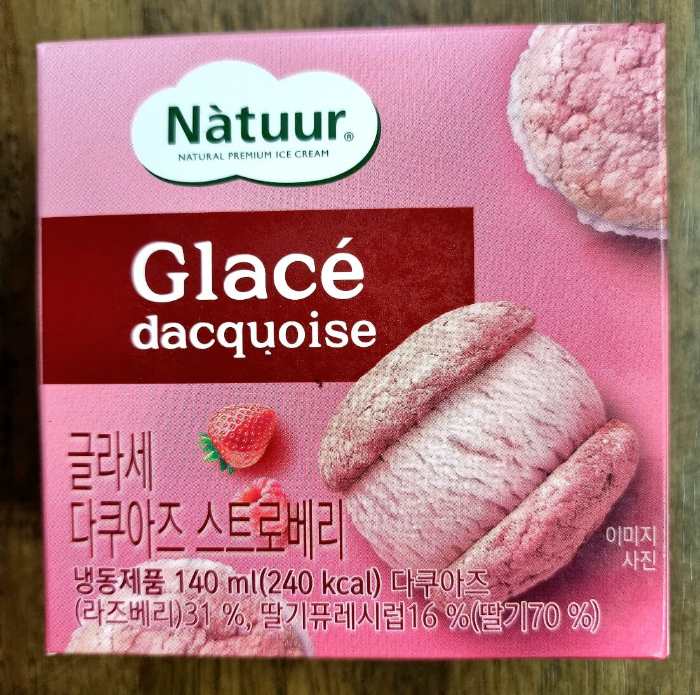 Nàtuur®
NATURAL PREMIUM ICE CREAM
Glacé
dacquoise
글라세
다쿠아즈 스트로베리
이미지
사진
냉동제품 140 ml(240 kcal) 다쿠아즈
(라즈베리)31 %, 딸기퓨레시럽16 %(딸기70 %)